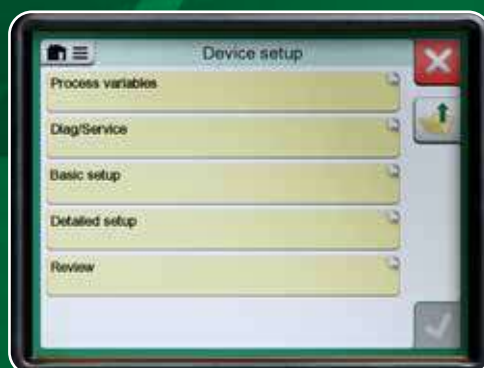 Device setup
Process variables
Diag/Service
Basic setup
Detailed setup
Review